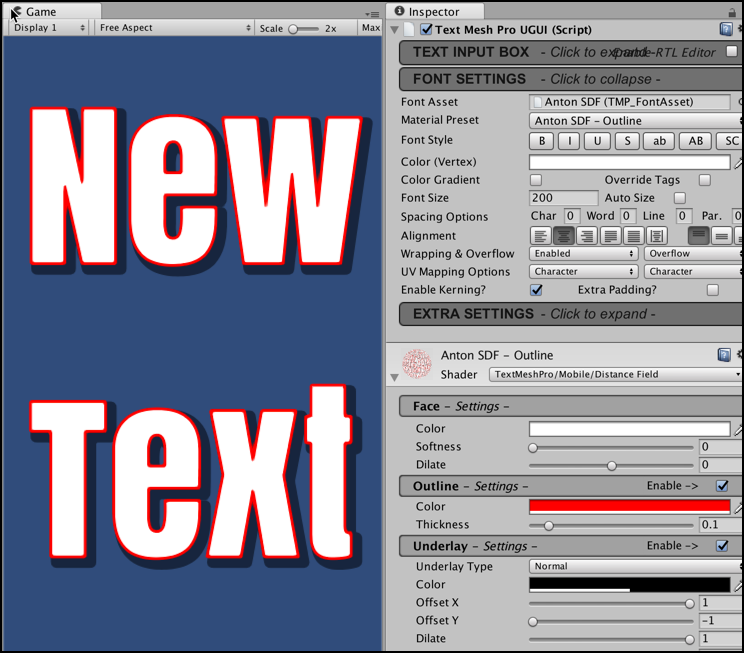 Game
Display 1 Free Aspect Scale 2x Max
New
Text
Inspector
Text Mesh Pro UGUI (Script)
TEXT INPUT BOX - Click to expand - Enable RTL Editor
FONT SETTINGS - Click to collapse -
Font Asset Anton SDF (TMP_FontAsset)
Material Preset Anton SDF - Outline
Font Style B I U S ab AB SC
Color (Vertex)
Color Gradient Override Tags
Font Size 200 Auto Size
Spacing Options Char 0 Word 0 Line 0 Par. 0
Alignment
Wrapping & Overflow Enabled Overflow
UV Mapping Options Character Character
Enable Kerning? Extra Padding?
EXTRA SETTINGS - Click to expand -
Anton SDF - Outline
Shader TextMeshPro/Mobile/Distance Field
Face - Settings -
Color
Softness 0
Dilate 0
Outline - Settings - Enable ->
Color
Thickness 0.1
Underlay - Settings - Enable ->
Underlay Type Normal
Color
Offset X 1
Offset Y -1
Dilate 1